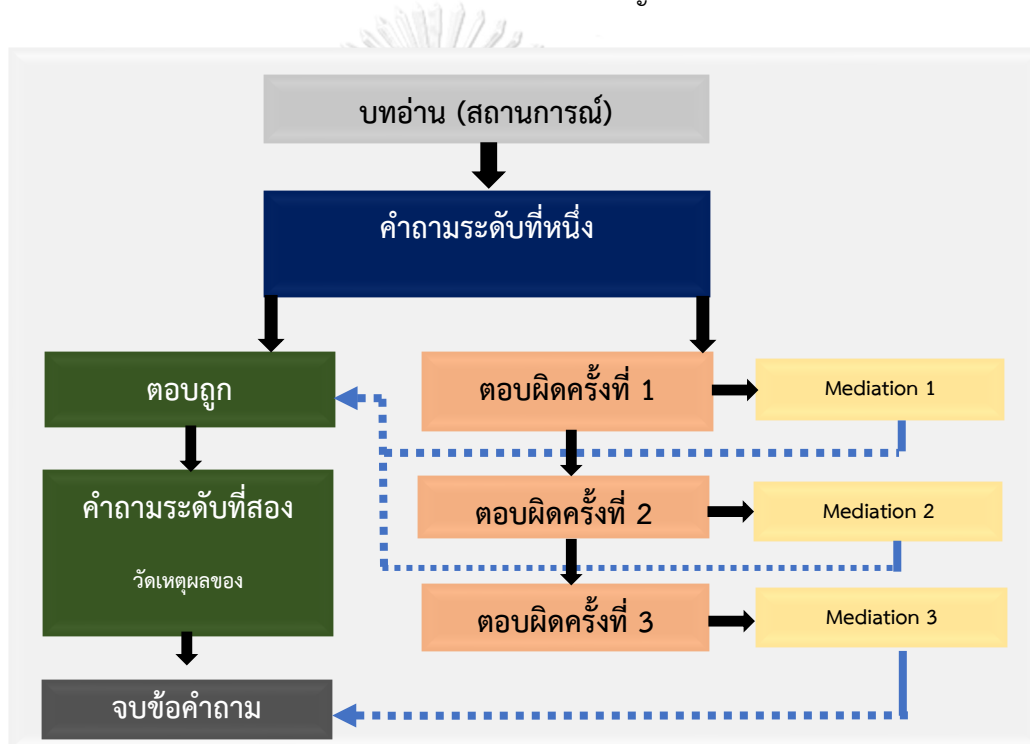 บทอ่าน (สถานการณ์)
คำถามระดับที่หนึ่ง
ตอบถูก
ตอบผิดครั้งที่ 1
Mediation 1
คำถามระดับที่สอง
วัดเหตุผลของ
ตอบผิดครั้งที่ 2
Mediation 2
ตอบผิดครั้งที่ 3
Mediation 3
จบข้อคำถาม